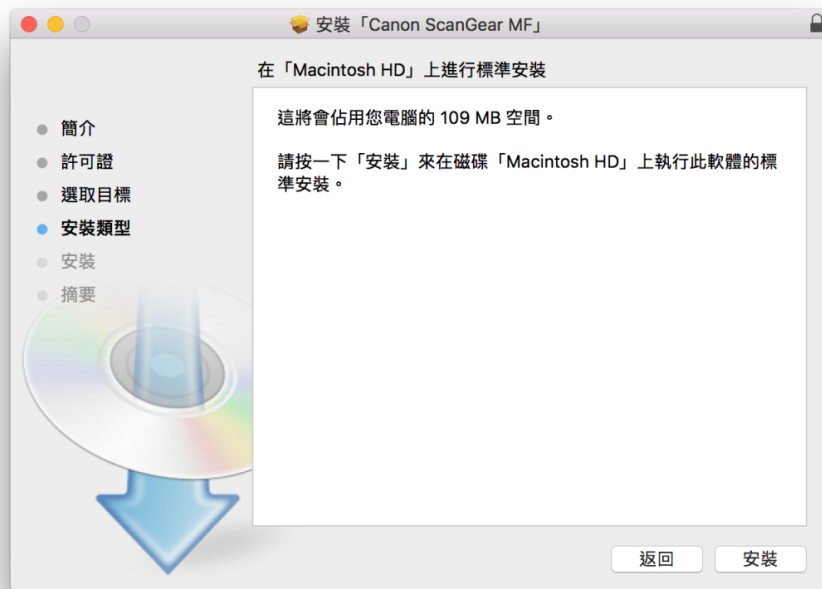 安裝「Canon ScanGear MF」
在「Macintosh HD」上進行標準安裝
簡介
許可證
選取目標
安裝類型
安裝
摘要
這將會佔用您電腦的 109 MB 空間。
請按一下「安裝」來在磁碟「Macintosh HD」上執行此軟體的標
準安裝。
返回
安裝